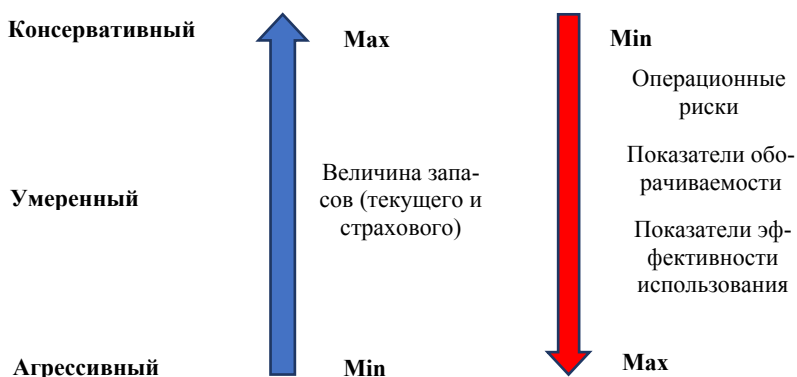 Консервативный
Max
Min
Операционные
риски
Показатели обо-
рачиваемости
Умеренный
Величина запа-
сов (текущего и
страхового)
Показатели эф-
фективности
использования
Агрессивный
Min
Max